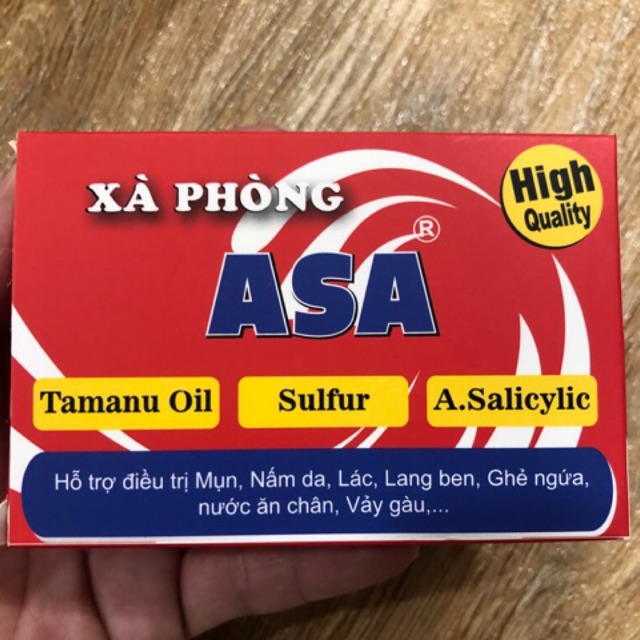 XÀ PHÒNG
High
Quality
ASA®
Tamanu Oil
Sulfur
A.Salicylic
Hỗ trợ điều trị Mụn, Nấm da, Lác, Lang ben, Ghẻ ngứa,
nước ăn chân, Vảy gàu,...